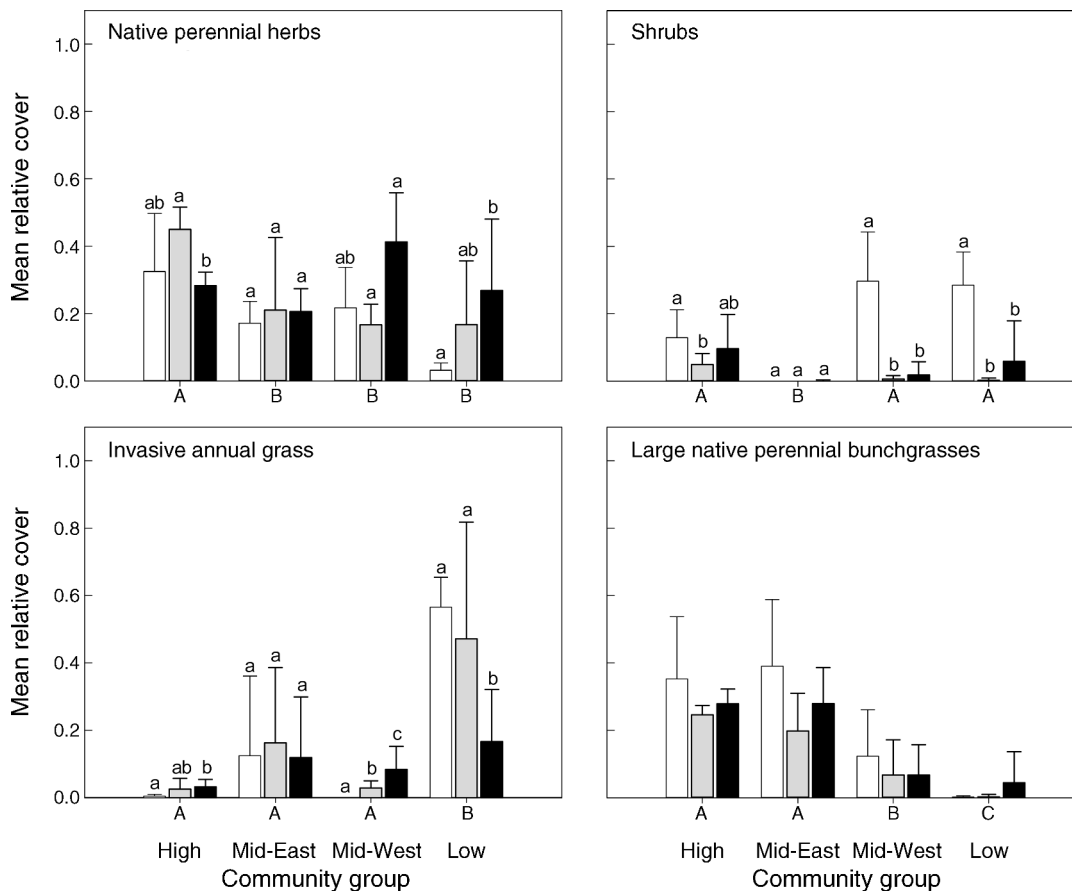 Native perennial herbs
Mean relative cover
1.0
0.8
0.6
0.4
0.2
0.0
ab a b
a a a
ab a a
a ab b
A B B B
Shrubs
a b ab
a a a
a b b
a b b
A B A A
Invasive annual grass
Mean relative cover
1.0
0.8
0.6
0.4
0.2
0.0
a ab b
a a a
a b c
a a b
A A A B
High Mid-East Mid-West Low
Community group
Large native perennial bunchgrasses
A A B C
High Mid-East Mid-West Low
Community group